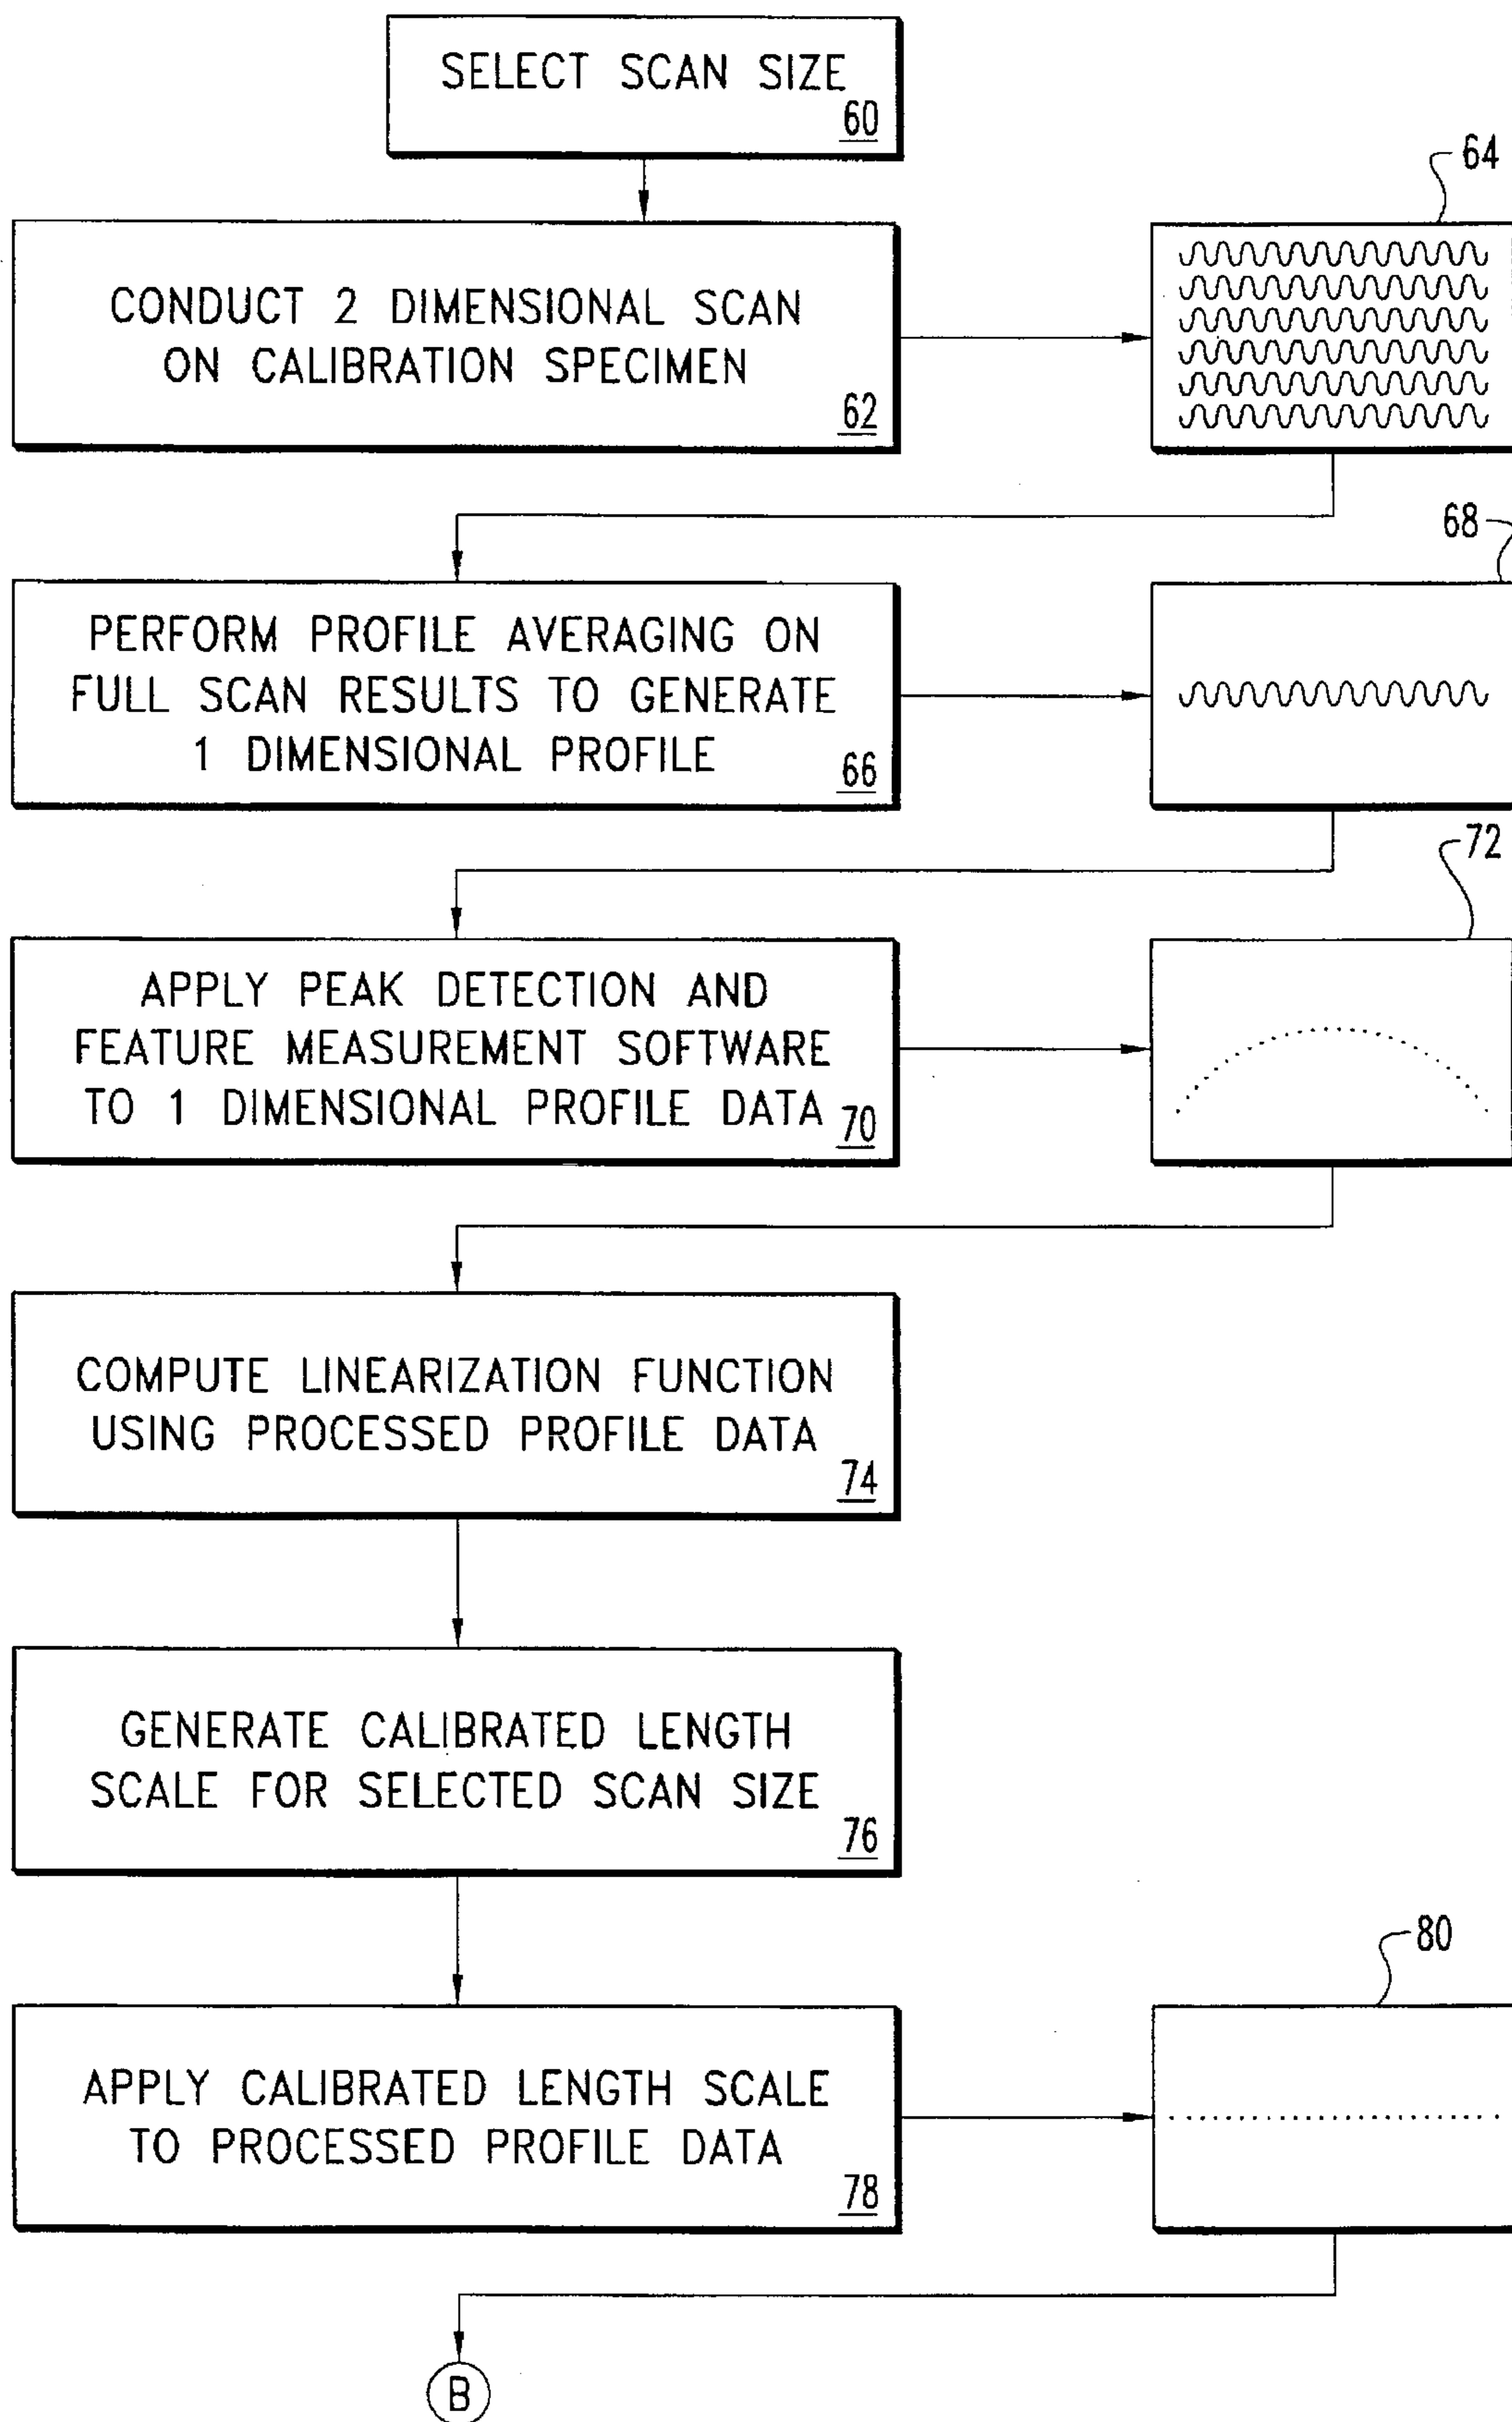 SELECT SCAN SIZE
60
64
CONDUCT 2 DIMENSIONAL SCAN
ON CALIBRATION SPECIMEN
62
68
PERFORM PROFILE AVERAGING ON
FULL SCAN RESULTS TO GENERATE
1 DIMENSIONAL PROFILE
66
72
APPLY PEAK DETECTION AND
FEATURE MEASUREMENT SOFTWARE
TO 1 DIMENSIONAL PROFILE DATA
70
COMPUTE LINEARIZATION FUNCTION
USING PROCESSED PROFILE DATA
74
GENERATE CALIBRATED LENGTH
SCALE FOR SELECTED SCAN SIZE
76
80
APPLY CALIBRATED LENGTH SCALE
TO PROCESSED PROFILE DATA
78
B